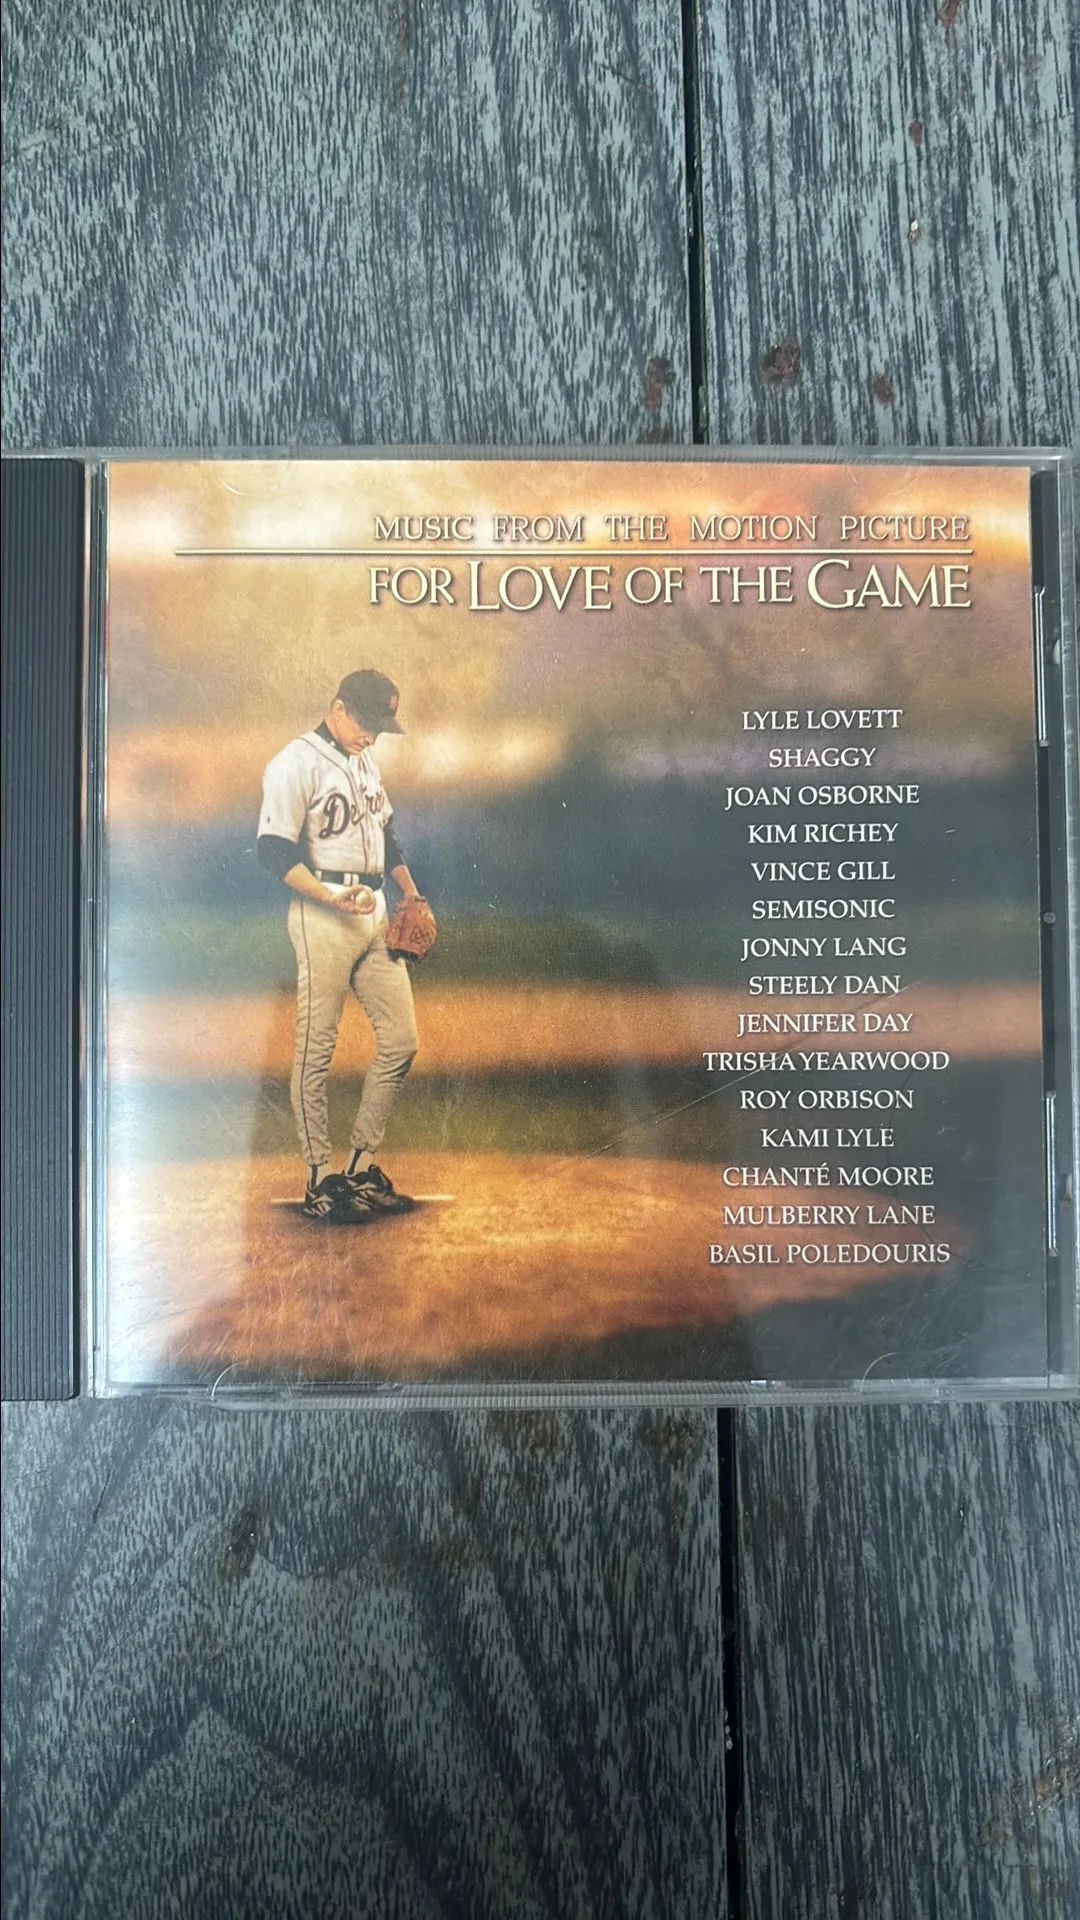 MUSIC FROM THE MOTION PICTURE
FOR LOVE OF THE GAME
LYLE LOVETT
SHAGGY
JOAN OSBORNE
KIM RICHEY
VINCE GILL
SEMISONIC
JONNY LANG
STEELY DAN
JENNIFER DAY
TRISHA YEARWOOD
ROY ORBISON
KAMI LYLE
CHANTÉ MOORE
MULBERRY LANE
BASIL POLEDOURIS
Detroit